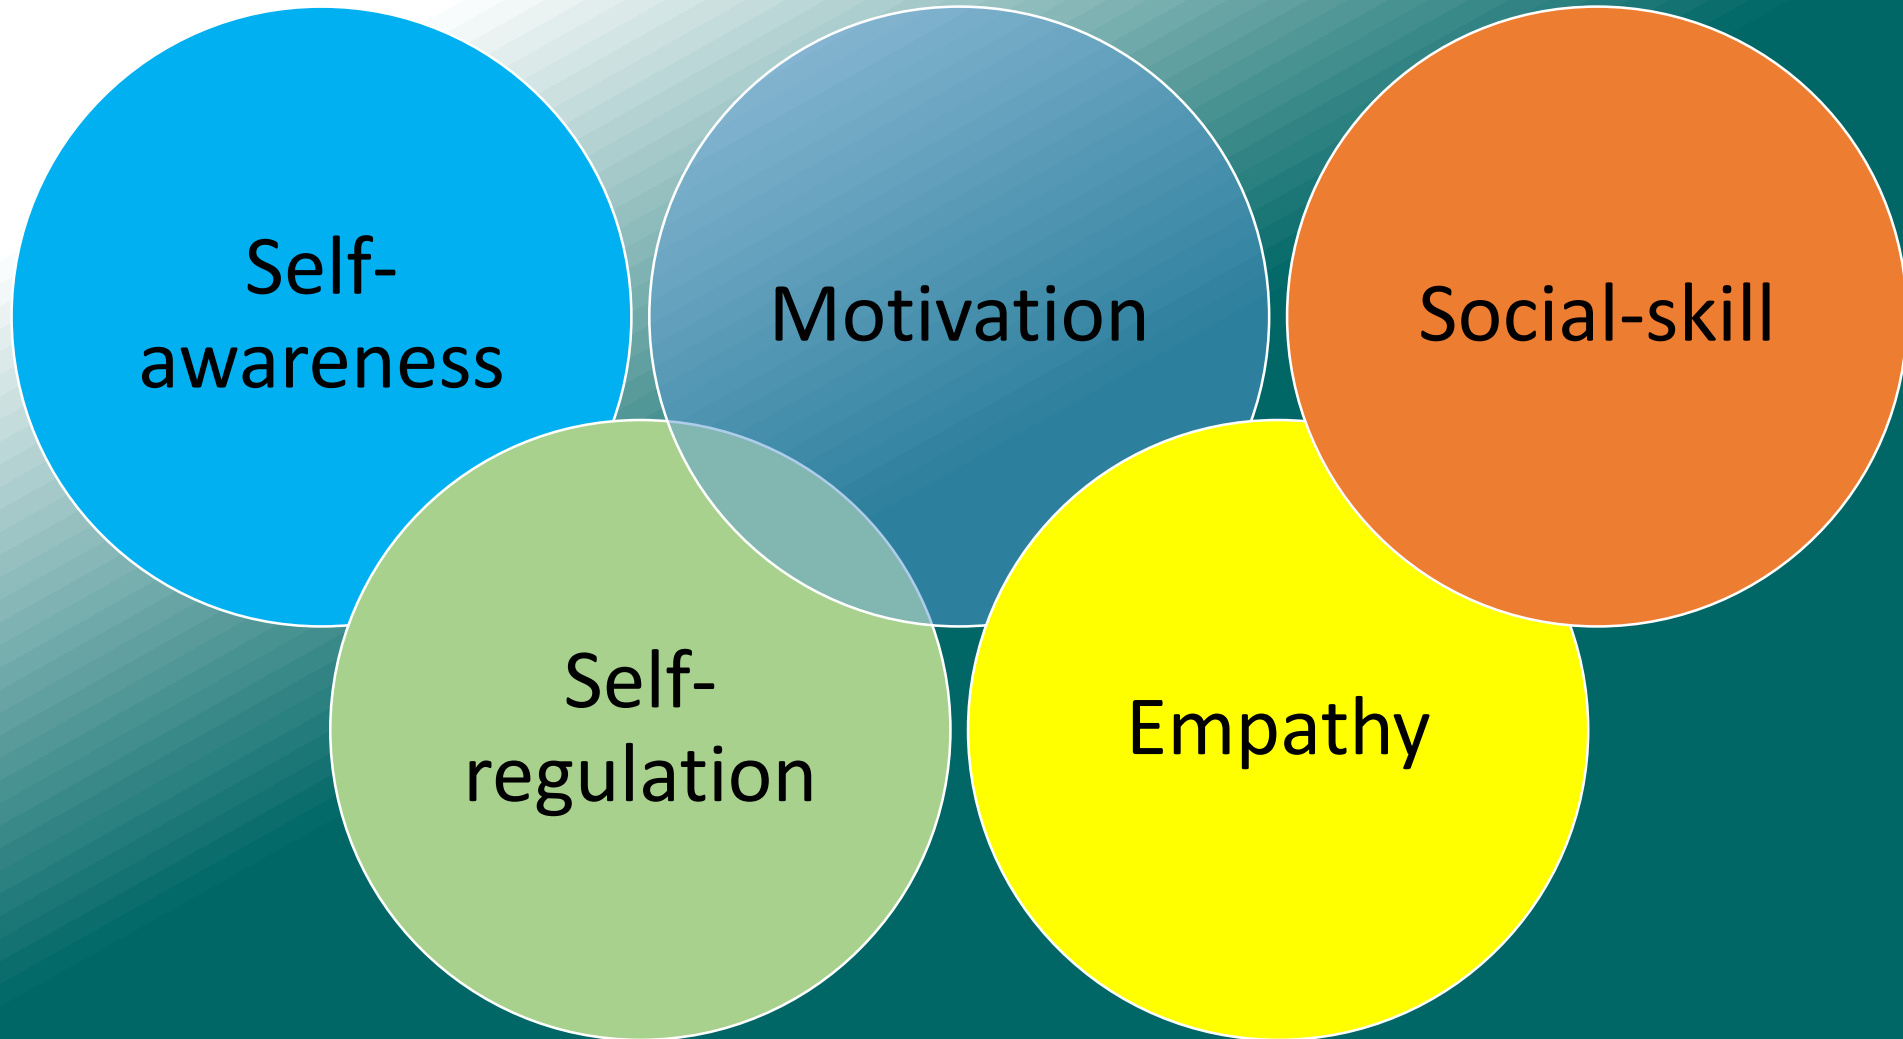 Self-
awareness
Motivation
Social-skill
Self-
regulation
Empathy